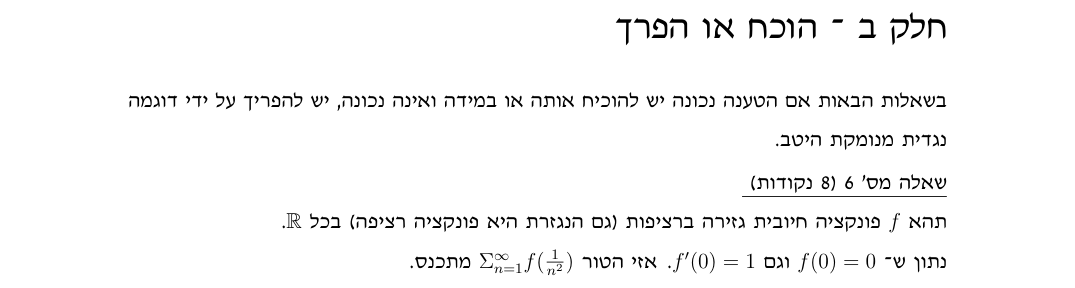 חלק ב - הוכח או הפרך
בשאלות הבאות אם הטענה נכונה יש להוכיח אותה או במידה ואינה נכונה, יש להפריך על ידי דוגמה
נגדית מנומקת היטב.
שאלה מס' 6 (8 נקודות)
תהא f פונקציה חיובית גזירה ברציפות (גם הנגזרת היא פונקציה רציפה) בכל ℝ.
נתון ש- f(0) = 0 וגם f′(0) = 1. אזי הטור Σ_{n=1}^{∞} f(1/n²) מתכנס.